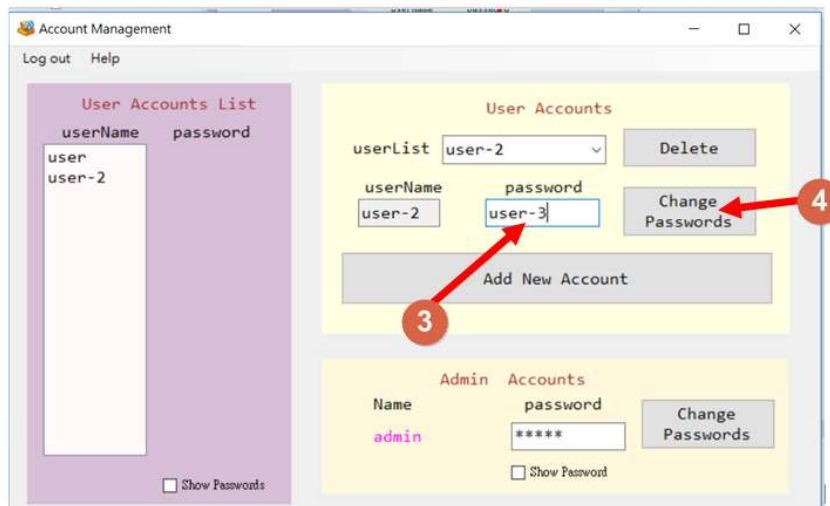 Account Management
Log out Help
User Accounts List
userName password
user
user-2
Show Passwords
User Accounts
userList user-2 Delete
userName password
user-2 user-3 Change Passwords
Add New Account
3
4
Admin Accounts
Name password
admin ***** Change Passwords
Show Password